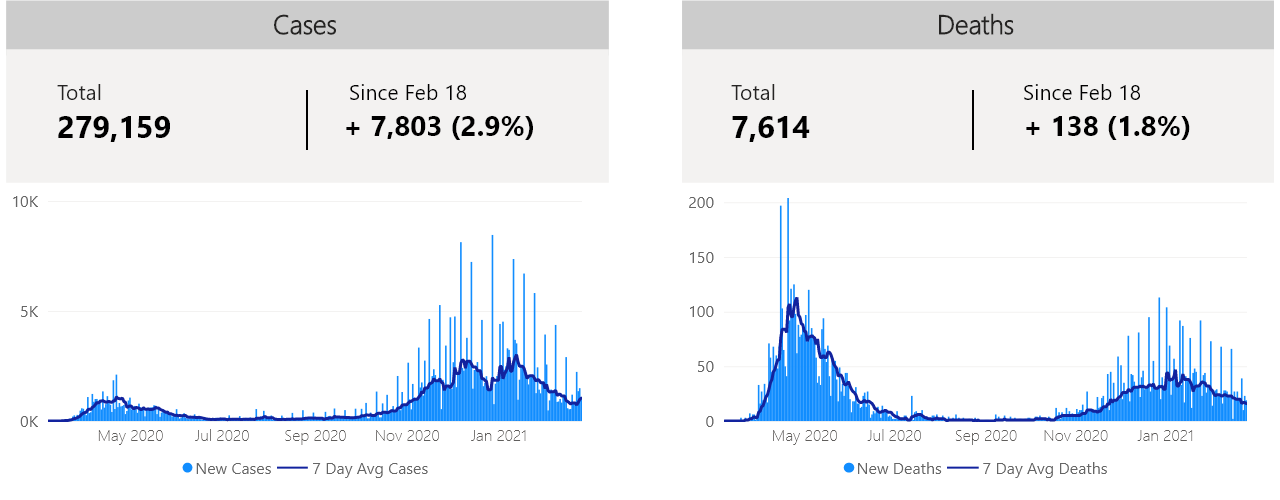 Cases
Total
279,159
Since Feb 18
+ 7,803 (2.9%)
10K
5K
0K
May 2020 Jul 2020 Sep 2020 Nov 2020 Jan 2021
New Cases 7 Day Avg Cases
Deaths
Total
7,614
Since Feb 18
+ 138 (1.8%)
200
150
100
50
0
May 2020 Jul 2020 Sep 2020 Nov 2020 Jan 2021
New Deaths 7 Day Avg Deaths